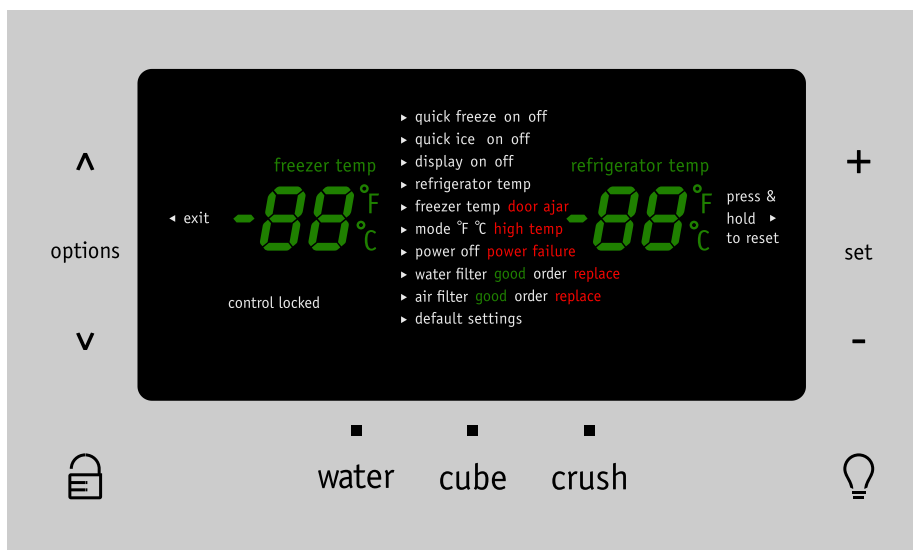 quick freeze on off
quick ice on off
display on off
freezer temp
refrigerator temp
refrigerator temp
-88 °F °C
-88 °F °C
press &
hold
to reset
exit
freezer temp door ajar
mode °F °C high temp
power off power failure
water filter good order replace
air filter good order replace
default settings
control locked
^
options
v
+
set
-
water
cube
crush